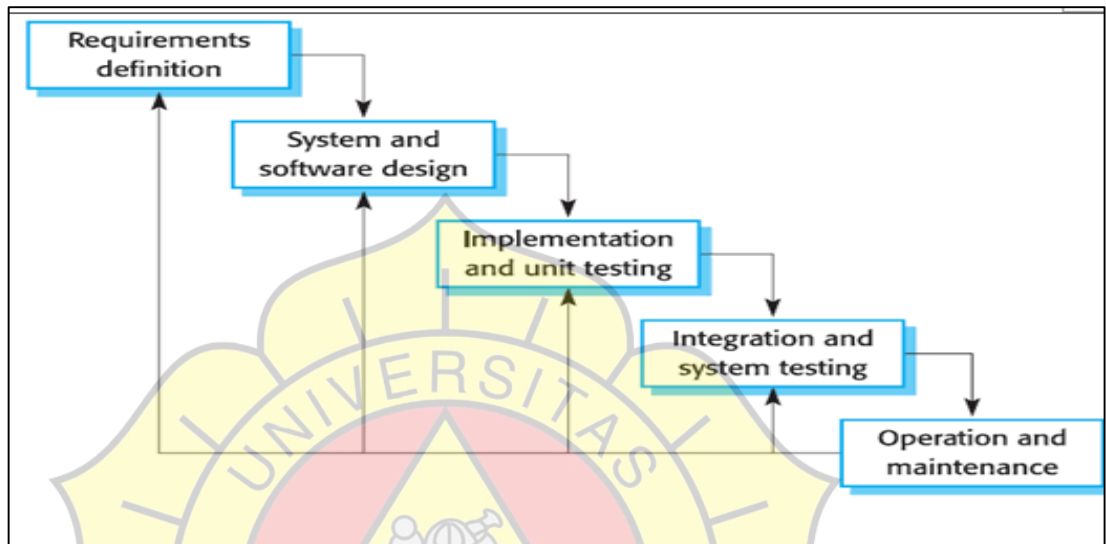 Requirements
definition
System and
software design
Implementation
and unit testing
Integration and
system testing
Operation and
maintenance
UNIVERSITAS